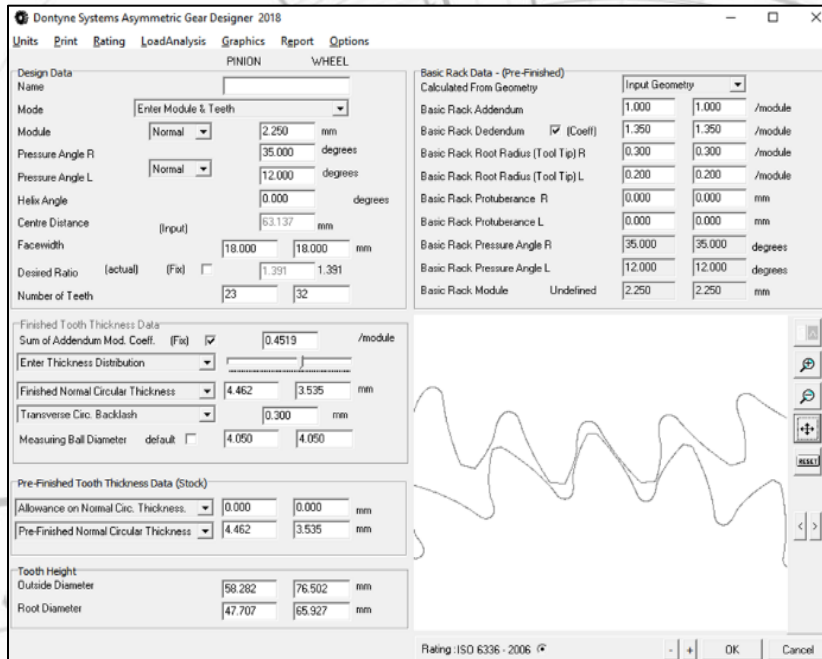 Dontyne Systems Asymmetric Gear Designer 2018
Units Print Rating LoadAnalysis Graphics Report Options
PINION WHEEL
Design Data
Name
Mode Enter Module & Teeth
Module Normal 2.250 mm
Pressure Angle R 35.000 degrees
Pressure Angle L Normal 12.000 degrees
Helix Angle 0.000 degrees
Centre Distance (Input) 63.137 mm
Facewidth 18.000 18.000 mm
Desired Ratio (actual) (Fix) 1.391 1.391
Number of Teeth 23 32
Finished Tooth Thickness Data
Sum of Addendum Mod. Coeff. (Fix) 0.4519 /module
Enter Thickness Distribution
Finished Normal Circular Thickness 4.462 3.535 mm
Transverse Circ. Backlash 0.300 mm
Measuring Ball Diameter default 4.050 4.050
Pre-Finished Tooth Thickness Data (Stock)
Allowance on Normal Circ. Thickness. 0.000 0.000 mm
Pre-Finished Normal Circular Thickness 4.462 3.535 mm
Tooth Height
Outside Diameter 58.282 76.502 mm
Root Diameter 47.707 65.927 mm
Basic Rack Data - (Pre-Finished)
Calculated From Geometry Input Geometry
Basic Rack Addendum 1.000 1.000 /module
Basic Rack Dedendum (Coeff) 1.350 1.350 /module
Basic Rack Root Radius (Tool Tip) R 0.300 0.300 /module
Basic Rack Root Radius (Tool Tip) L 0.200 0.200 /module
Basic Rack Protuberance R 0.000 0.000 mm
Basic Rack Protuberance L 0.000 0.000 mm
Basic Rack Pressure Angle R 35.000 35.000 degrees
Basic Rack Pressure Angle L 12.000 12.000 degrees
Basic Rack Module Undefined 2.250 2.250 mm
RESET
< >
Rating :ISO 6336 - 2006 - + OK Cancel